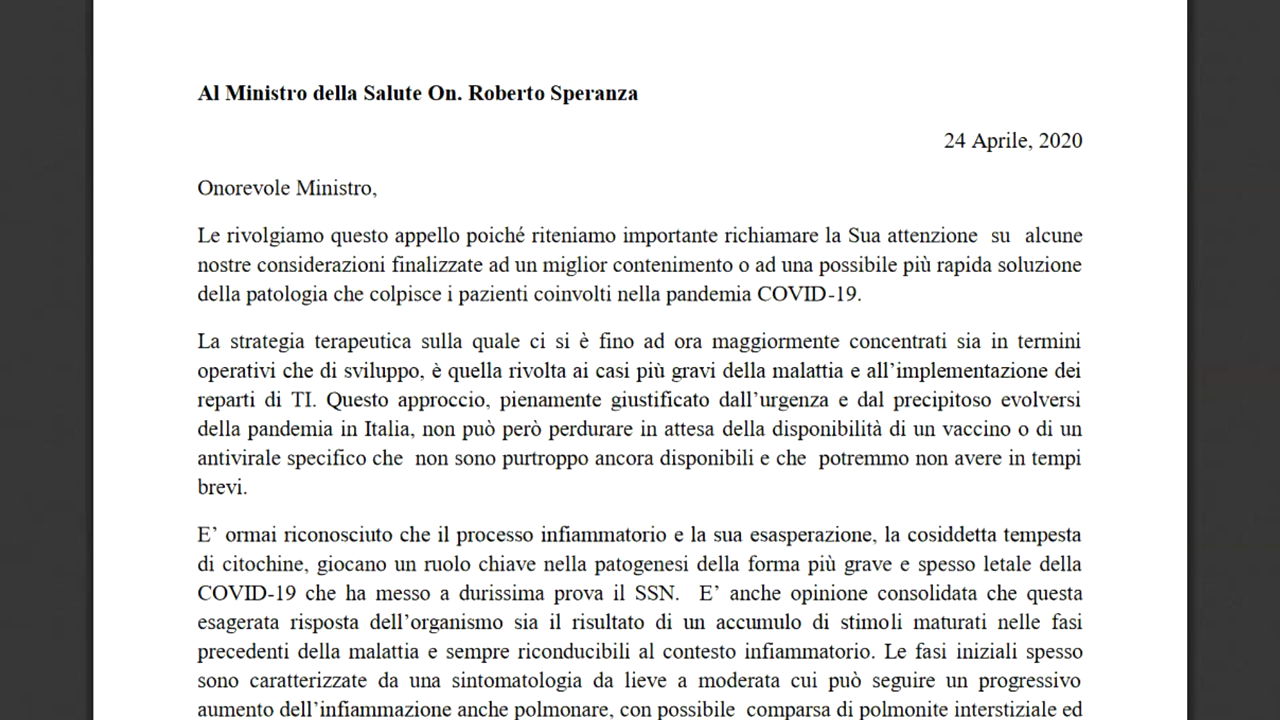 Al Ministro della Salute On. Roberto Speranza
24 Aprile, 2020
Onorevole Ministro,
Le rivolgiamo questo appello poiché riteniamo importante richiamare la Sua attenzione su alcune
nostre considerazioni finalizzate ad un miglior contenimento o ad una possibile più rapida soluzione
della patologia che colpisce i pazienti coinvolti nella pandemia COVID-19.
La strategia terapeutica sulla quale ci si è fino ad ora maggiormente concentrati sia in termini
operativi che di sviluppo, è quella rivolta ai casi più gravi della malattia e all’implementazione dei
reparti di TI. Questo approccio, pienamente giustificato dall’urgenza e dal precipitoso evolversi
della pandemia in Italia, non può però perdurare in attesa della disponibilità di un vaccino o di un
antivirale specifico che non sono purtroppo ancora disponibili e che potremmo non avere in tempi
brevi.
E’ ormai riconosciuto che il processo infiammatorio e la sua esasperazione, la cosiddetta tempesta
di citochine, giocano un ruolo chiave nella patogenesi della forma più grave e spesso letale della
COVID-19 che ha messo a durissima prova il SSN. E’ anche opinione consolidata che questa
esagerata risposta dell’organismo sia il risultato di un accumulo di stimoli maturati nelle fasi
precedenti della malattia e sempre riconducibili al contesto infiammatorio. Le fasi iniziali spesso
sono caratterizzate da una sintomatologia da lieve a moderata cui può seguire un progressivo
aumento dell’infiammazione anche polmonare, con possibile comparsa di polmonite interstiziale ed